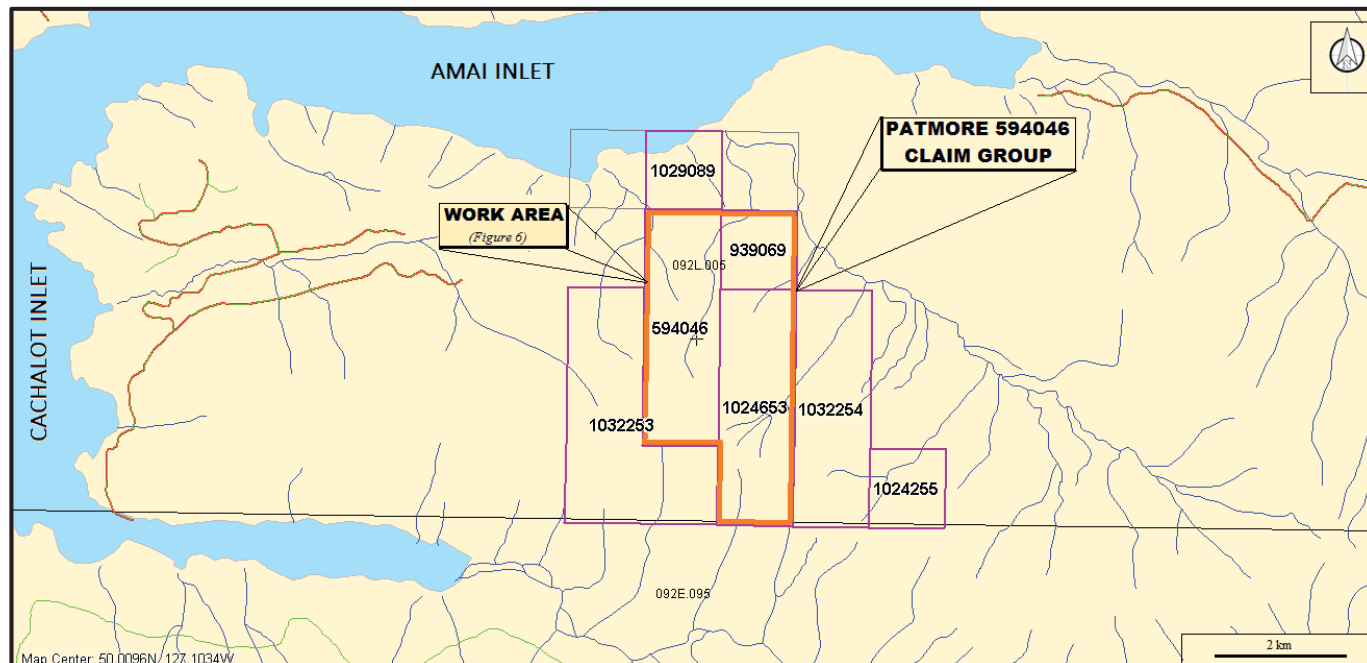 AMAI INLET
N
PATMORE 594046
CLAIM GROUP
1029089
WORK AREA
(Figure 6)
939069
092L.005
CACHALOT INLET
594046
1024653
1032254
1032253
1024255
092E.095
2 km
Map Center: 50.0096N/127.1034W